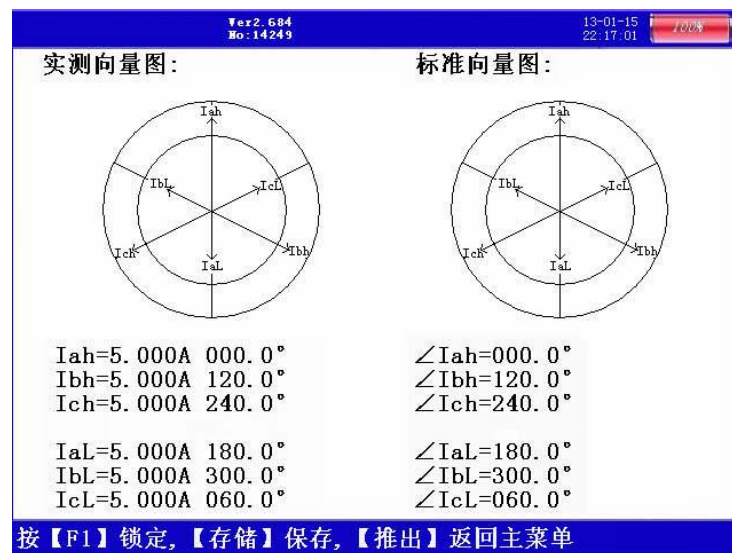 Ver2.684
No:14249
13-01-15
22:17:01
100%
实测向量图:
标准向量图:
Iah
IbL
IcL
Ich
IaL
Ibh
Iah
IbL
IcL
Ich
IaL
Ibh
Iah=5.000A 000.0°
Ibh=5.000A 120.0°
Ich=5.000A 240.0°
IaL=5.000A 180.0°
IbL=5.000A 300.0°
IcL=5.000A 060.0°
∠Iah=000.0°
∠Ibh=120.0°
∠Ich=240.0°
∠IaL=180.0°
∠IbL=300.0°
∠IcL=060.0°
按【F1】锁定,【存储】保存,【推出】返回主菜单